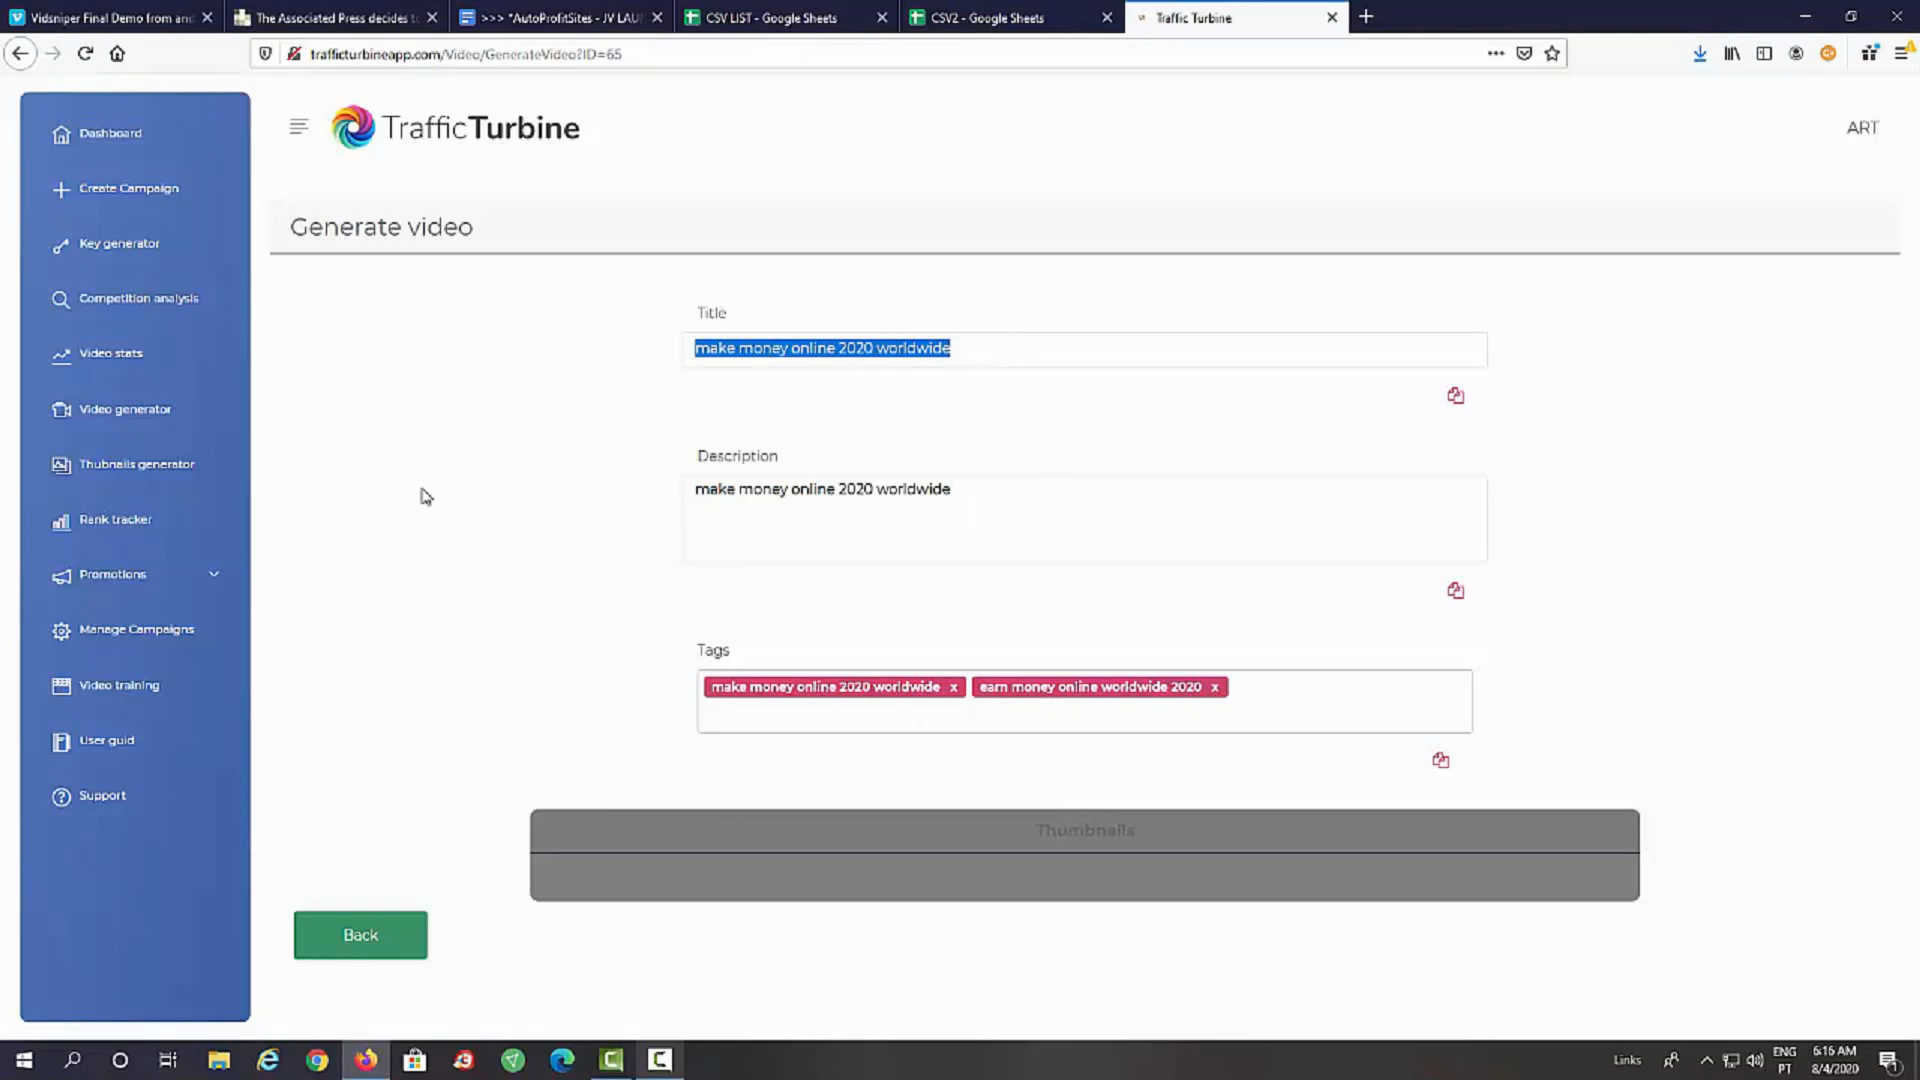 Vidsniper Final Demo from and
The Associated Press decides to
>>> *AutoProfitSites - JV LAU
CSV LIST - Google Sheets
CSV2 - Google Sheets
Traffic Turbine
trafficturbineapp.com/Video/GenerateVideo?ID=65
Dashboard
Create Campaign
Key generator
Competition analysis
Video stats
Video generator
Thubnails generator
Rank tracker
Promotions
Manage Campaigns
Video training
User guid
Support
TrafficTurbine
ART
Generate video
Title
make money online 2020 worldwide
Description
make money online 2020 worldwide
Tags
make money online 2020 worldwide x
earn money online worldwide 2020 x
Thumbnails
Back
Links
ENG
PT
6:16 AM
8/4/2020